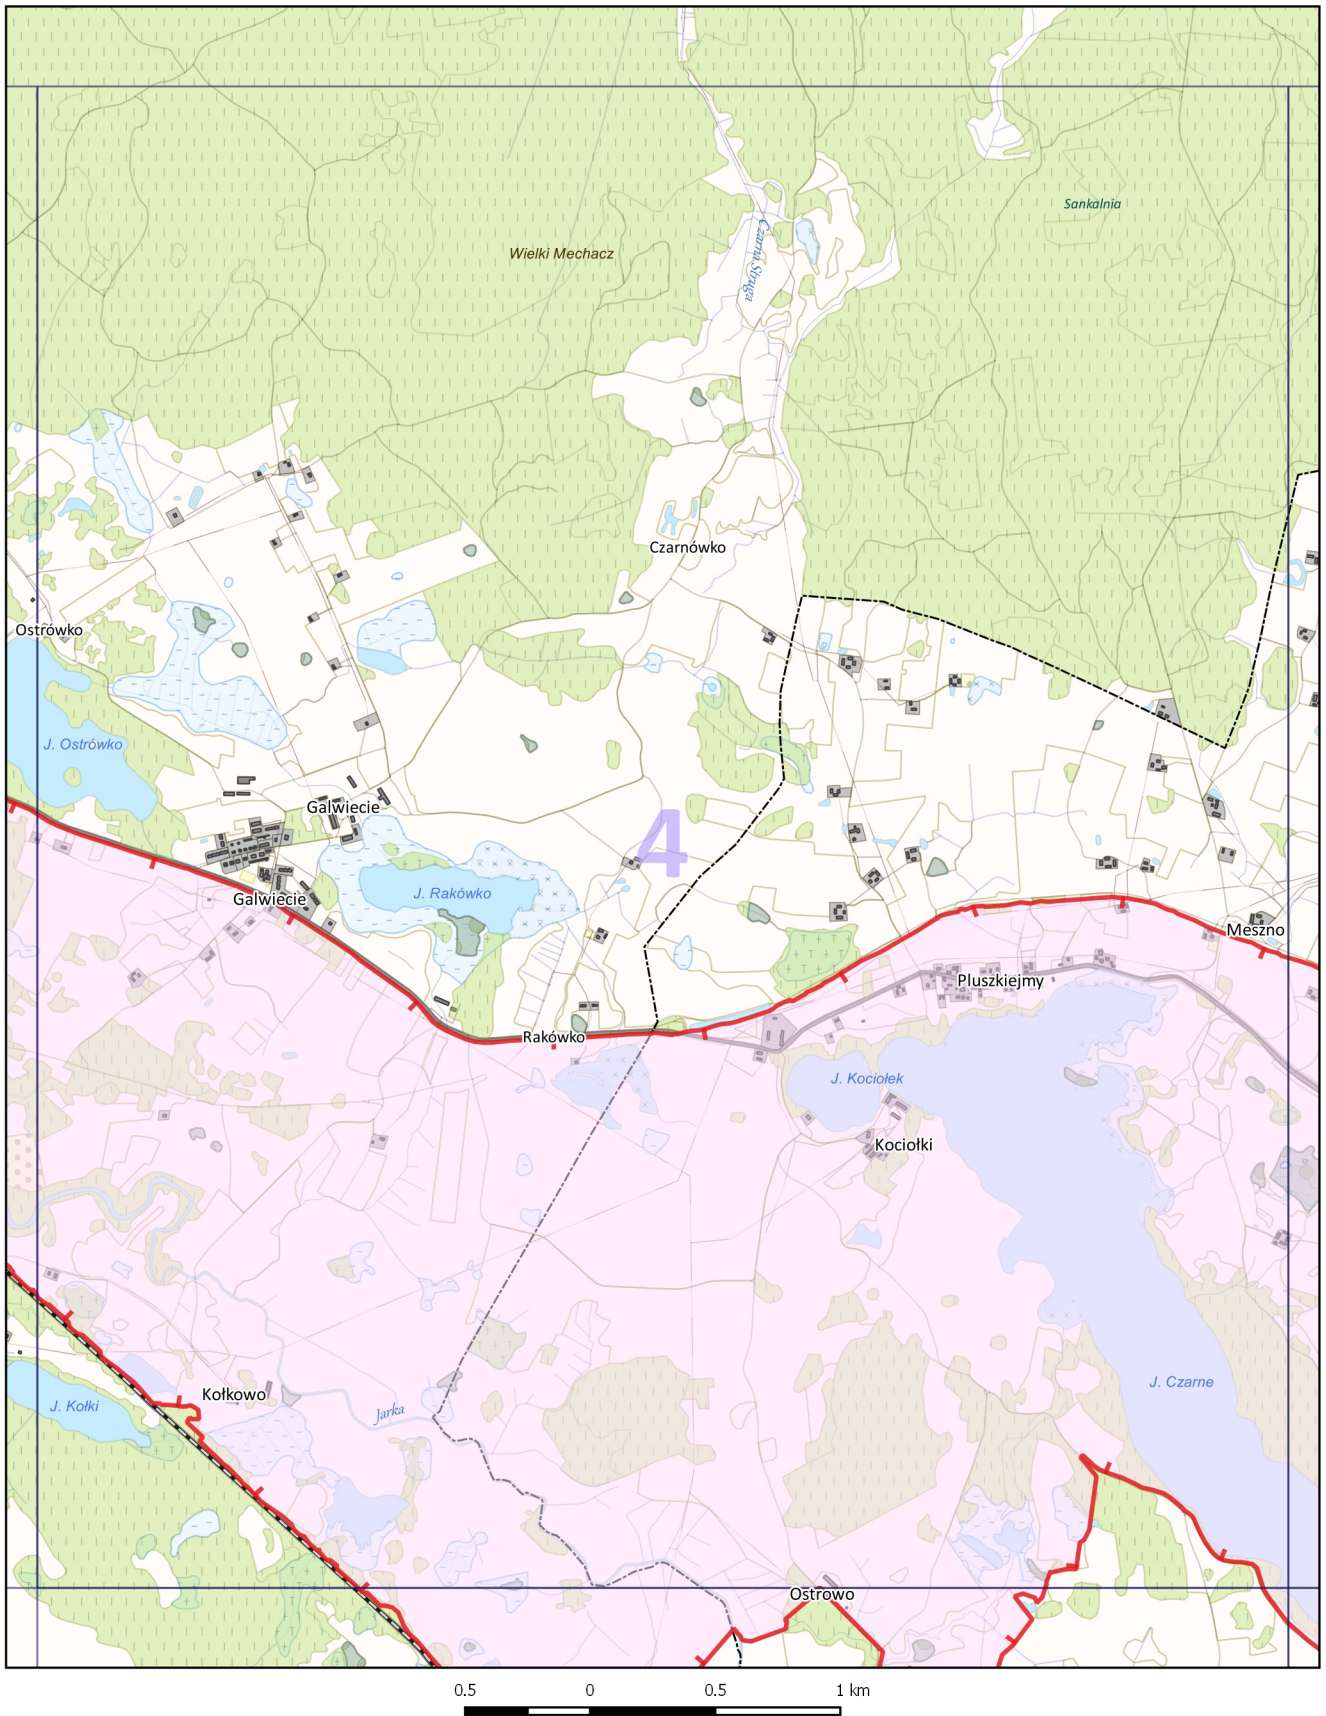 Sankalnia
Wielki Mechacz
Czarna Struga
Czarnówko
Ostrówko
J. Ostrówko
Galwiecie
4
J. Rakówko
Galwiecie
Meszno
Pluszkiejmy
Rakówko
J. Kociołek
Kociołki
J. Czarne
Kołkowo
J. Kołki
Jarka
Ostrowo
0.5 0 0.5 1 km